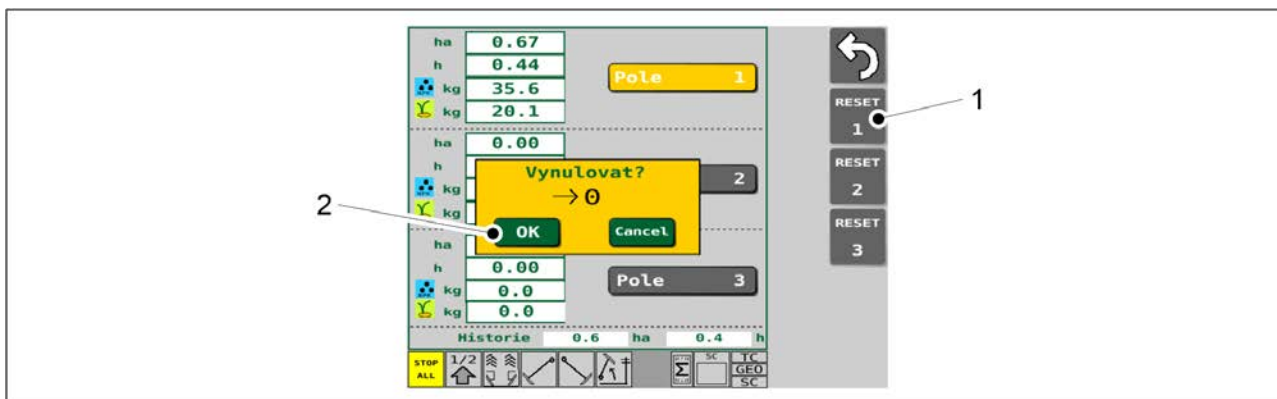 ha 0.67
h 0.44
kg 35.6
kg 20.1
Pole 1
ha 0.00
h
kg
kg
2
Vynulovat?
→0
OK Cancel
ha
h 0.00
kg 0.0
kg 0.0
Pole 3
Historie 0.6 ha 0.4 h
STOP
ALL
1/2
Σ
SC
TC
GEO
SC
RESET
1
RESET
2
RESET
3
1
2